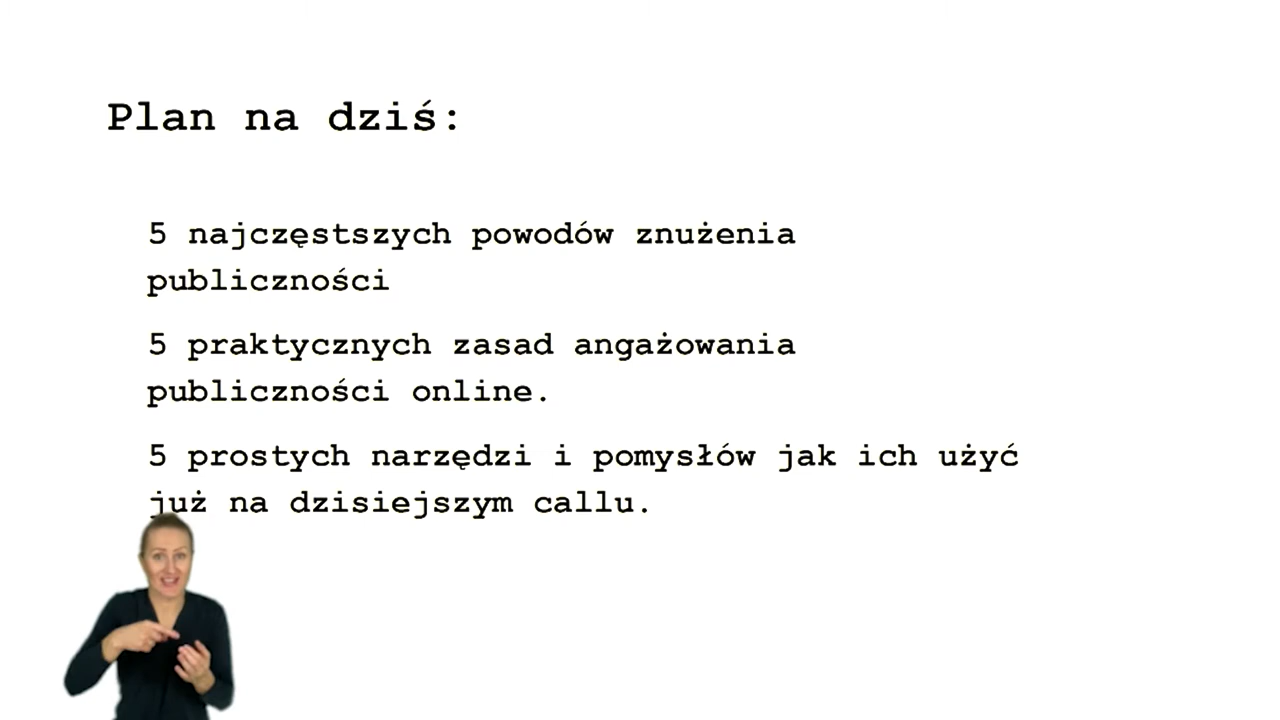 Plan na dziś:
5 najczęstszych powodów znużenia
publiczności
5 praktycznych zasad angażowania
publiczności online.
5 prostych narzędzi i pomysłów jak ich użyć
już na dzisiejszym callu.